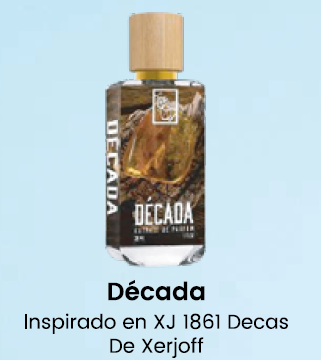 DÉCADA
DÉCADA
EXTRAIT DE PARFUM
Década
Inspirado en XJ 1861 Decas
De Xerjoff